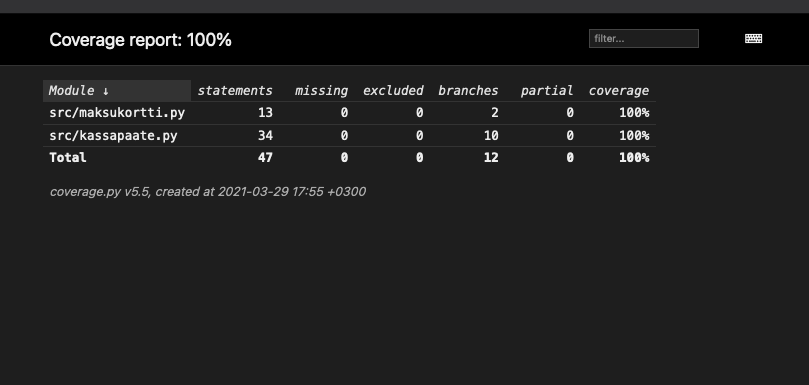 Coverage report: 100%
filter...
Module ↓ statements missing excluded branches partial coverage
src/maksukortti.py 13 0 0 2 0 100%
src/kassapaate.py 34 0 0 10 0 100%
Total 47 0 0 12 0 100%
coverage.py v5.5, created at 2021-03-29 17:55 +0300